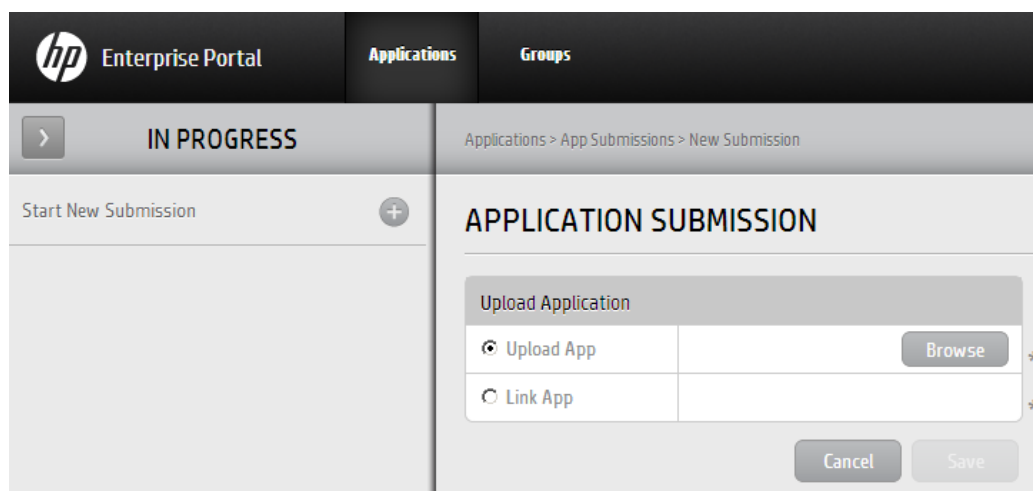 hp Enterprise Portal Applications Groups
IN PROGRESS
Applications > App Submissions > New Submission
Start New Submission
APPLICATION SUBMISSION
Upload Application
Upload App Browse *
Link App *
Cancel Save